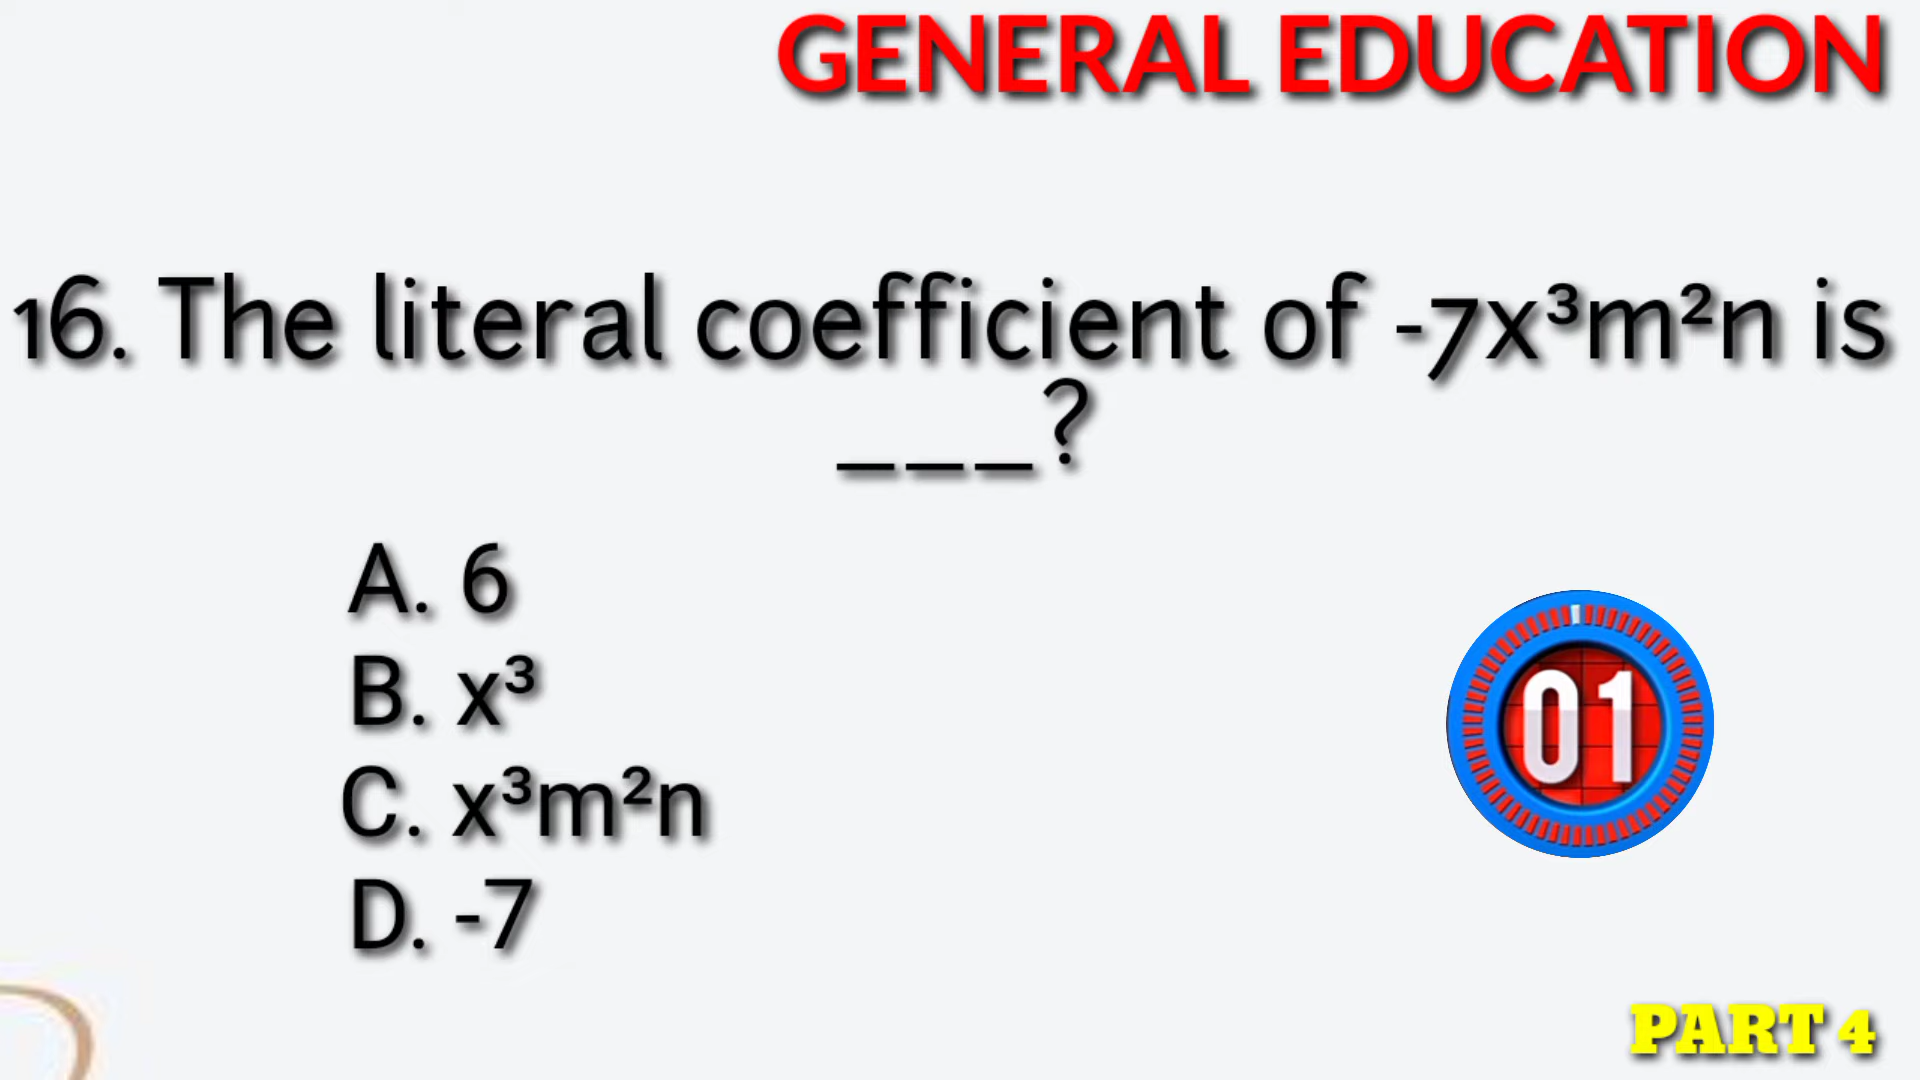 GENERAL EDUCATION
16. The literal coefficient of -7x³m²n is
___?
A. 6
B. x³
C. x³m²n
D. -7
01
PART 4